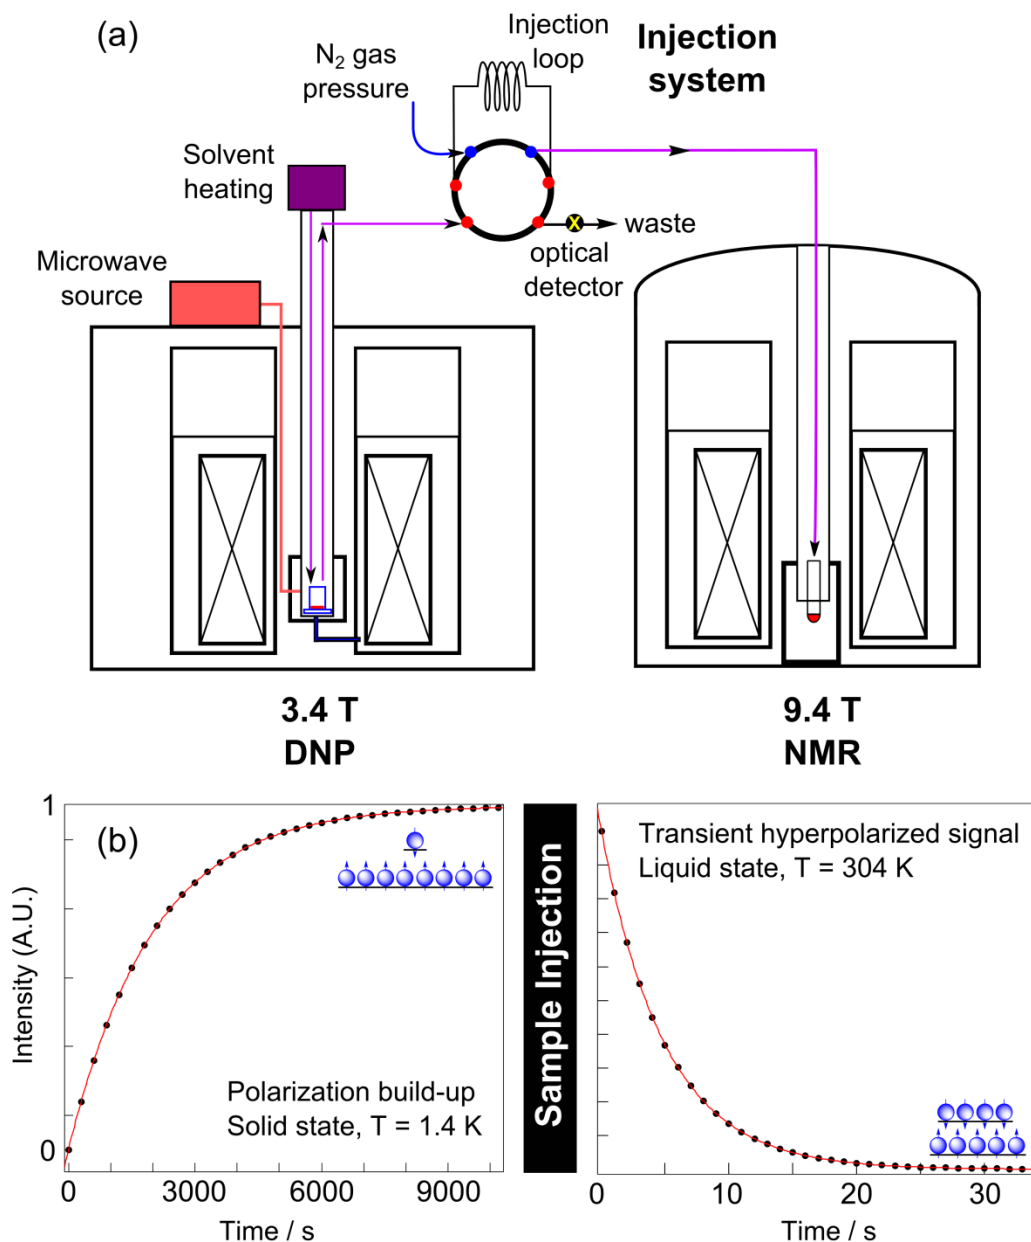 (a)
Injection
loop
Injection
system
N₂ gas
pressure
Solvent
heating
waste
optical
detector
Microwave
source
3.4 T
DNP
9.4 T
NMR
(b)
1
0
Intensity (A.U.)
Polarization build-up
Solid state, T = 1.4 K
0
3000
6000
9000
Time / s
Sample Injection
Transient hyperpolarized signal
Liquid state, T = 304 K
0
10
20
30
Time / s